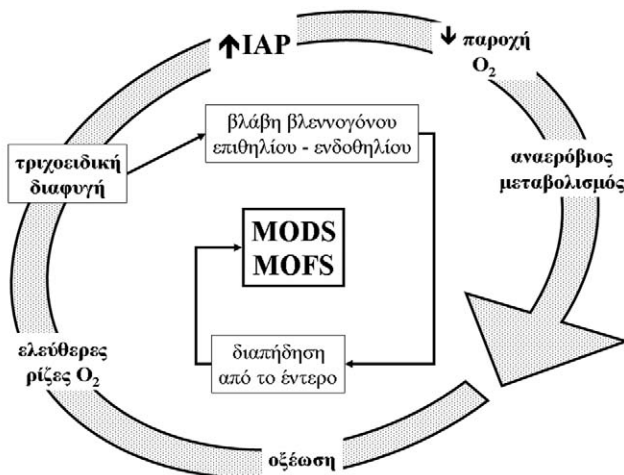 ↑IAP
↓ παροχή
O₂
βλάβη βλεννογόνου
επιθηλίου - ενδοθηλίου
τριχοειδική
διαφυγή
αναερόβιος
μεταβολισμός
MODS
MOFS
ελεύθερες
ρίζες O₂
διαπήδηση
από το έντερο
οξέωση